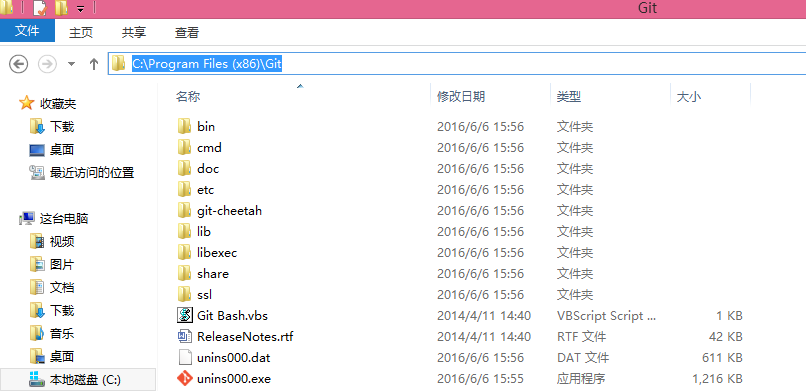 Git
文件 主页 共享 查看
C:\Program Files (x86)\Git
名称 修改日期 类型 大小
收藏夹
下载
桌面
最近访问的位置
这台电脑
视频
图片
文档
下载
音乐
桌面
本地磁盘 (C:)
bin 2016/6/6 15:56 文件夹
cmd 2016/6/6 15:56 文件夹
doc 2016/6/6 15:56 文件夹
etc 2016/6/6 15:56 文件夹
git-cheetah 2016/6/6 15:56 文件夹
lib 2016/6/6 15:56 文件夹
libexec 2016/6/6 15:56 文件夹
share 2016/6/6 15:56 文件夹
ssl 2016/6/6 15:56 文件夹
Git Bash.vbs 2014/4/11 14:40 VBScript Script ... 1 KB
ReleaseNotes.rtf 2014/4/11 14:40 RTF 文件 42 KB
unins000.dat 2016/6/6 15:56 DAT 文件 611 KB
unins000.exe 2016/6/6 15:55 应用程序 1,216 KB